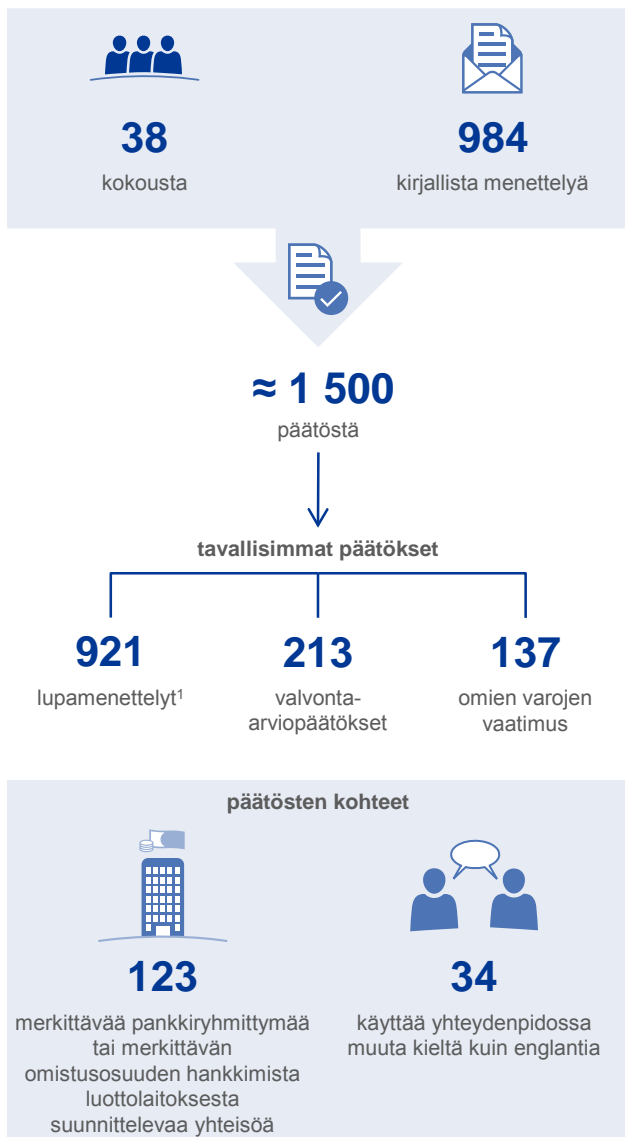 38
kokousta
984
kirjallista menettelyä
≈ 1 500
päätöstä
tavallisimmat päätökset
921
lupamenettelyt¹
213
valvonta-
arviopäätökset
137
omien varojen
vaatimus
päätösten kohteet
123
merkittävää pankkiryhmittymää
tai merkittävän
omistusosuuden hankkimista
luottolaitoksesta
suunnittelevaa yhteisöä
34
käyttää yhteydenpidossa
muuta kieltä kuin englantia